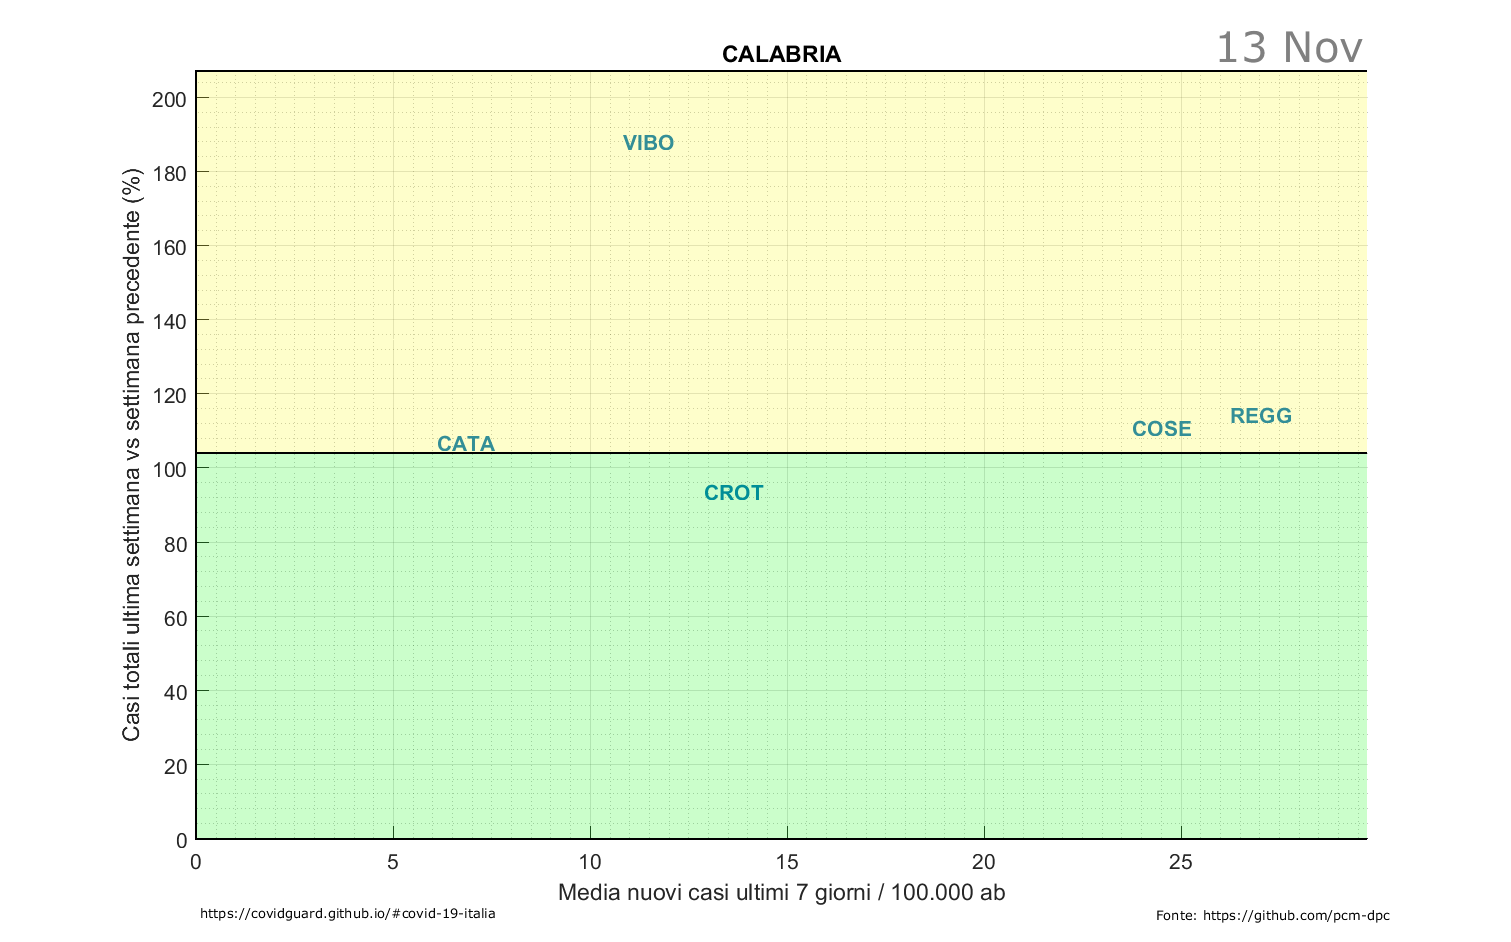 13 Nov
CALABRIA
200
180
160
140
120
100
80
60
40
20
0
Casi totali ultima settimana vs settimana precedente (%)
VIBO
REGG
COSE
CATA
CROT
0 5 10 15 20 25
Media nuovi casi ultimi 7 giorni / 100.000 ab
https://covidguard.github.io/#covid-19-italia
Fonte: https://github.com/pcm-dpc